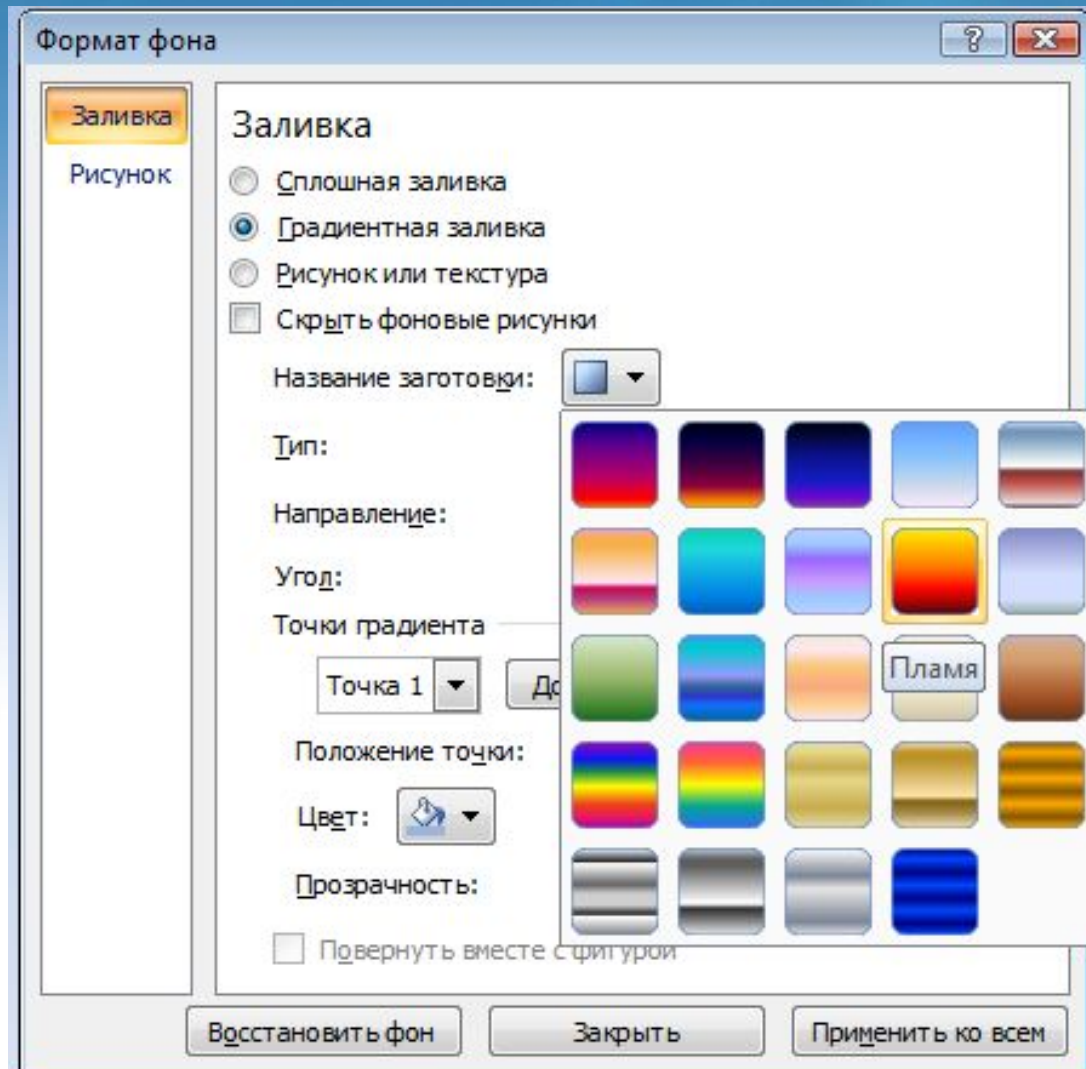 Формат фона
Заливка
Рисунок
Заливка
Сплошная заливка
Градиентная заливка
Рисунок или текстура
Скрыть фоновые рисунки
Название заготовки:
Тип:
Направление:
Угол:
Пламя
Точки градиента
Точка 1
Положение точки:
Цвет:
Прозрачность:
Повернуть вместе с фигурой
Восстановить фон Закрыть Применить ко всем